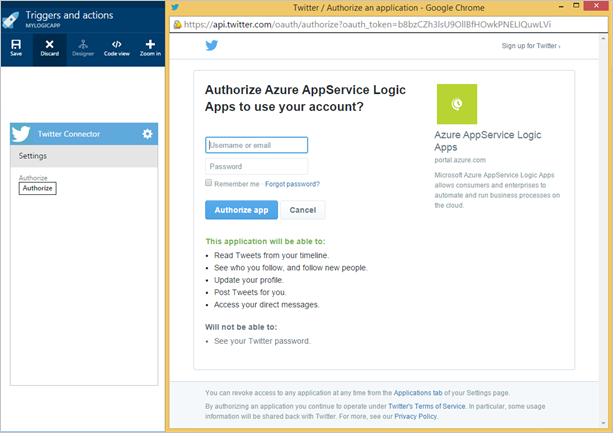 Triggers and actions
MYLOGICAPP
Save
Discard
Designer
Code view
Zoom in
Twitter Connector
Settings
Authorize
Authorize
Twitter / Authorize an application - Google Chrome
https://api.twitter.com/oauth/authorize?oauth_token=b8bzCZh3lsU9OllBfHOwkPNELIQuwLVi
Sign up for Twitter ›
Authorize Azure AppService Logic
Apps to use your account?
Username or email
Password
Remember me · Forgot password?
Authorize app
Cancel
Azure AppService Logic
Apps
portal.azure.com
Microsoft Azure AppService Logic Apps
allows consumers and enterprises to
automate and run business processes on
the cloud.
This application will be able to:
• Read Tweets from your timeline.
• See who you follow, and follow new people.
• Update your profile.
• Post Tweets for you.
• Access your direct messages.
Will not be able to:
• See your Twitter password.
You can revoke access to any application at any time from the Applications tab of your Settings page.
By authorizing an application you continue to operate under Twitter's Terms of Service. In particular, some usage
information will be shared back with Twitter. For more, see our Privacy Policy.